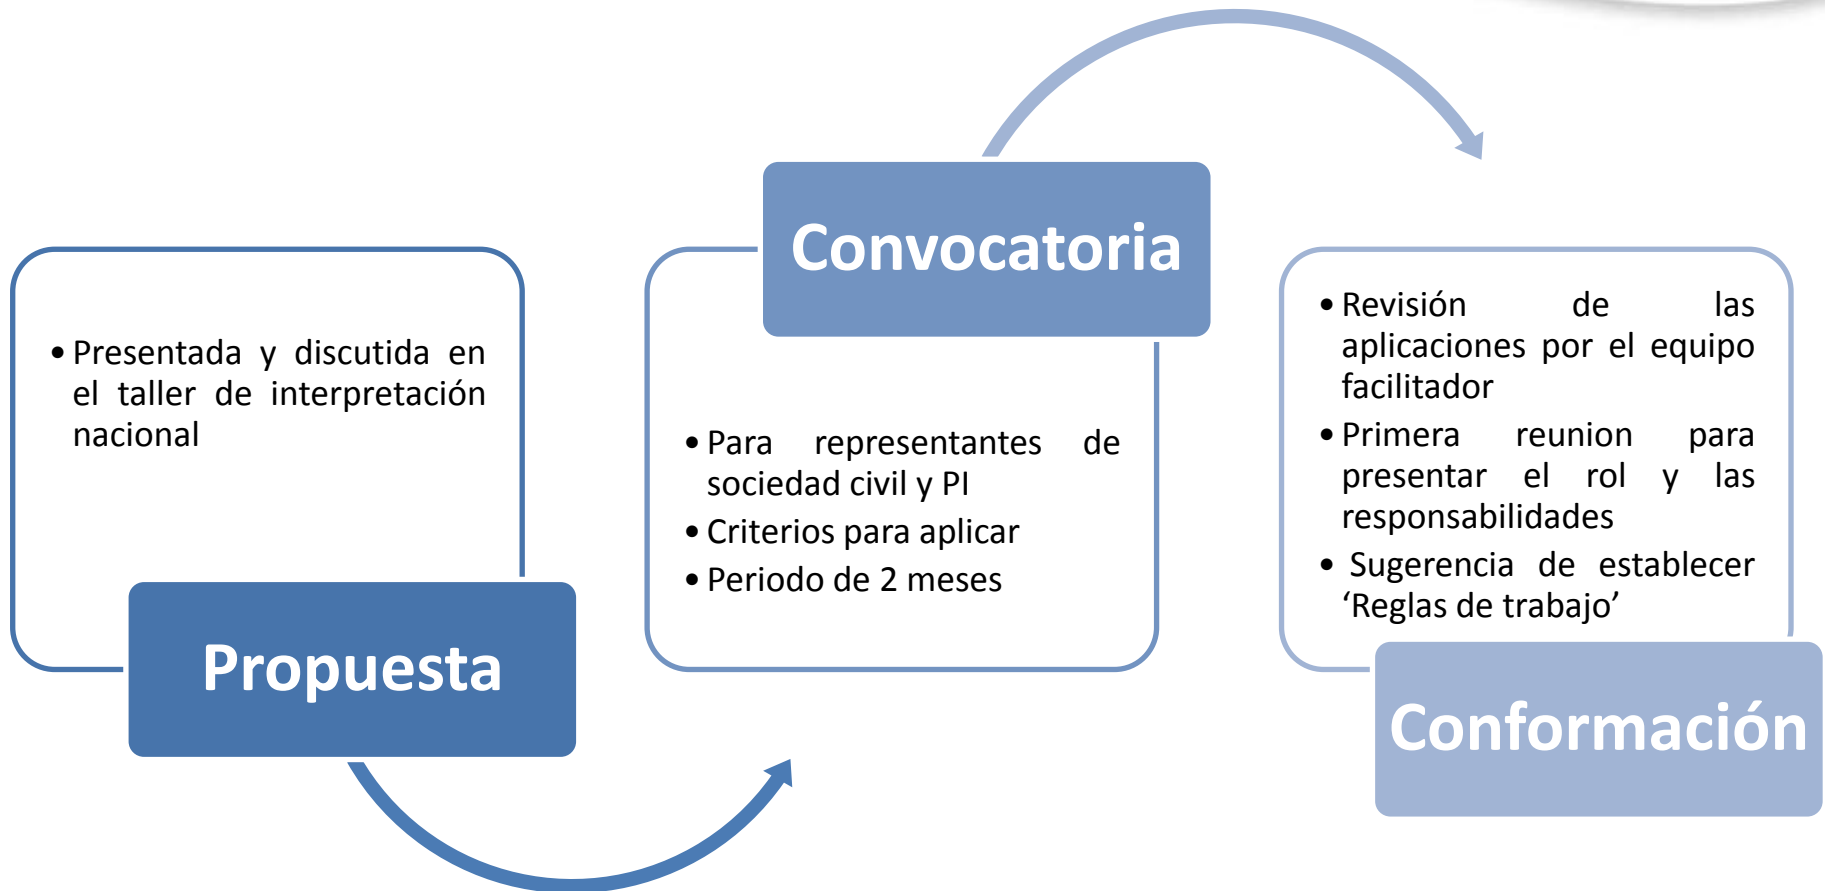 • Presentada y discutida en
el taller de interpretación
nacional
Propuesta
Convocatoria
• Para representantes de
sociedad civil y PI
• Criterios para aplicar
• Periodo de 2 meses
• Revisión de las
aplicaciones por el equipo
facilitador
• Primera reunion para
presentar el rol y las
responsabilidades
• Sugerencia de establecer
‘Reglas de trabajo’
Conformación